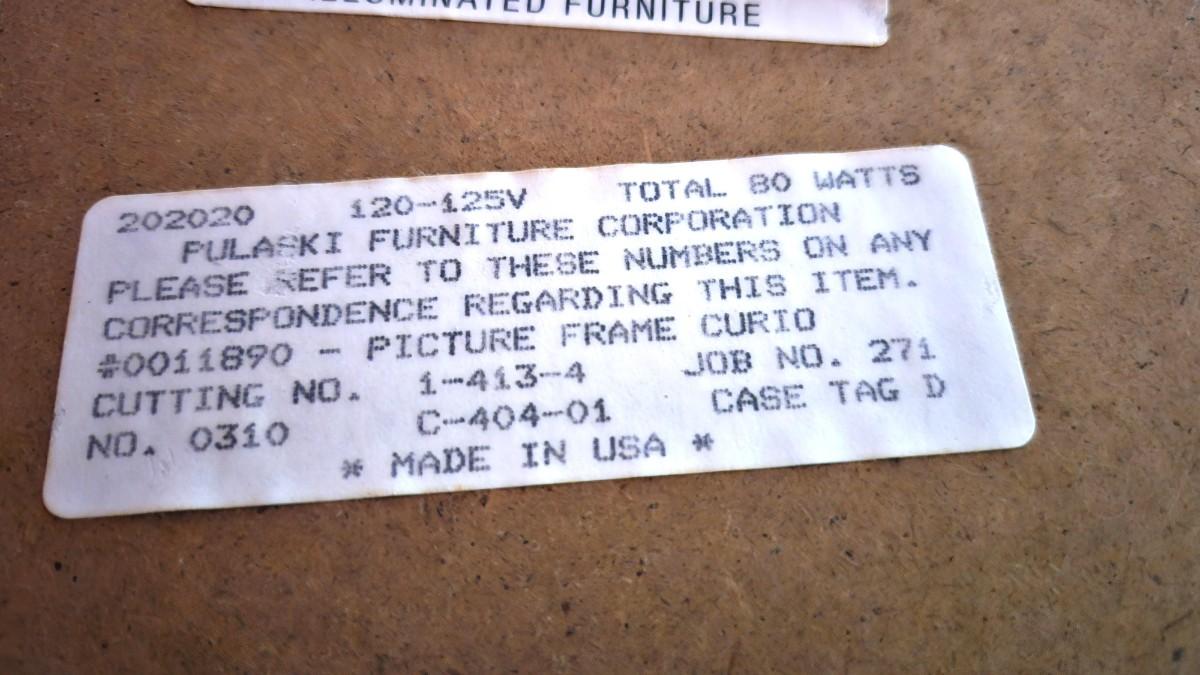 ILLUMINATED FURNITURE
202020 120-125V TOTAL 80 WATTS
PULASKI FURNITURE CORPORATION
PLEASE REFER TO THESE NUMBERS ON ANY
CORRESPONDENCE REGARDING THIS ITEM.
#0011890 - PICTURE FRAME CURIO
CUTTING NO. 1-413-4 JOB NO. 271
NO. 0310 C-404-01 CASE TAG D
* MADE IN USA *